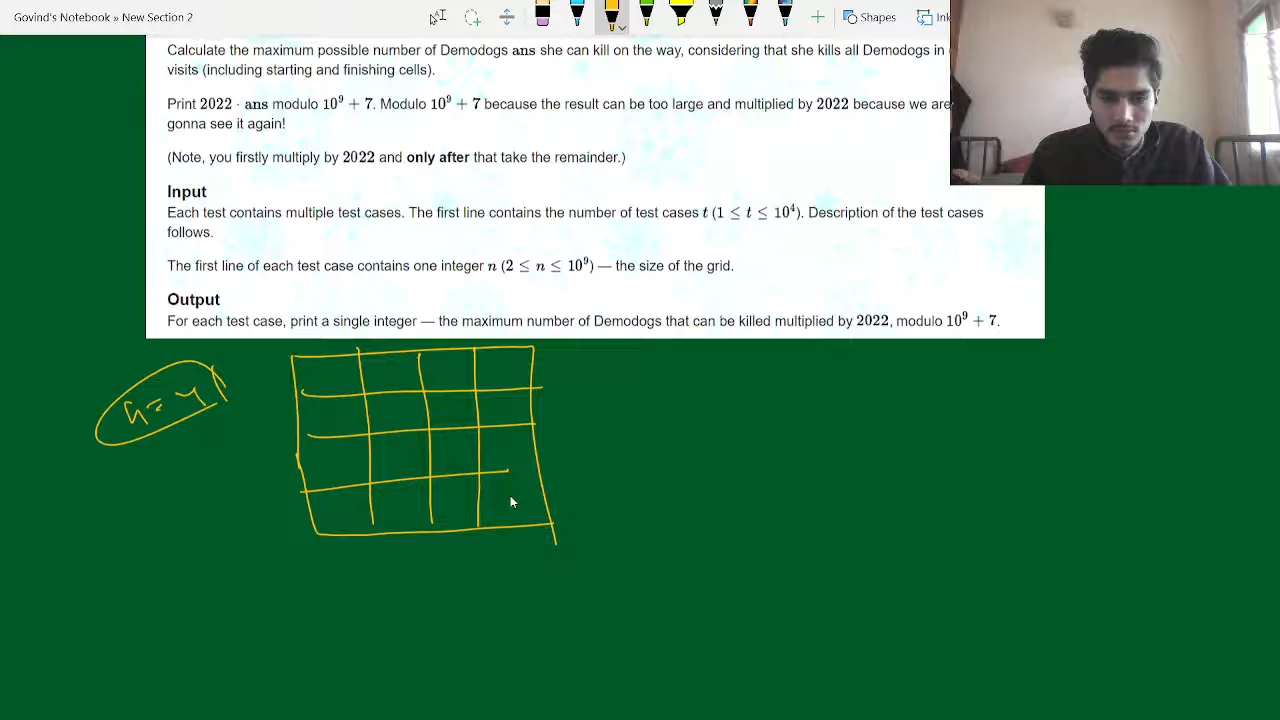 Govind's Notebook » New Section 2
Shapes
Ink
Calculate the maximum possible number of Demodogs ans she can kill on the way, considering that she kills all Demodogs in
visits (including starting and finishing cells).
Print 2022 · ans modulo 10⁹ + 7. Modulo 10⁹ + 7 because the result can be too large and multiplied by 2022 because we are
gonna see it again!
(Note, you firstly multiply by 2022 and only after that take the remainder.)
Input
Each test contains multiple test cases. The first line contains the number of test cases t (1 ≤ t ≤ 10⁴). Description of the test cases
follows.
The first line of each test case contains one integer n (2 ≤ n ≤ 10⁹) — the size of the grid.
Output
For each test case, print a single integer — the maximum number of Demodogs that can be killed multiplied by 2022, modulo 10⁹ + 7.
n = 4